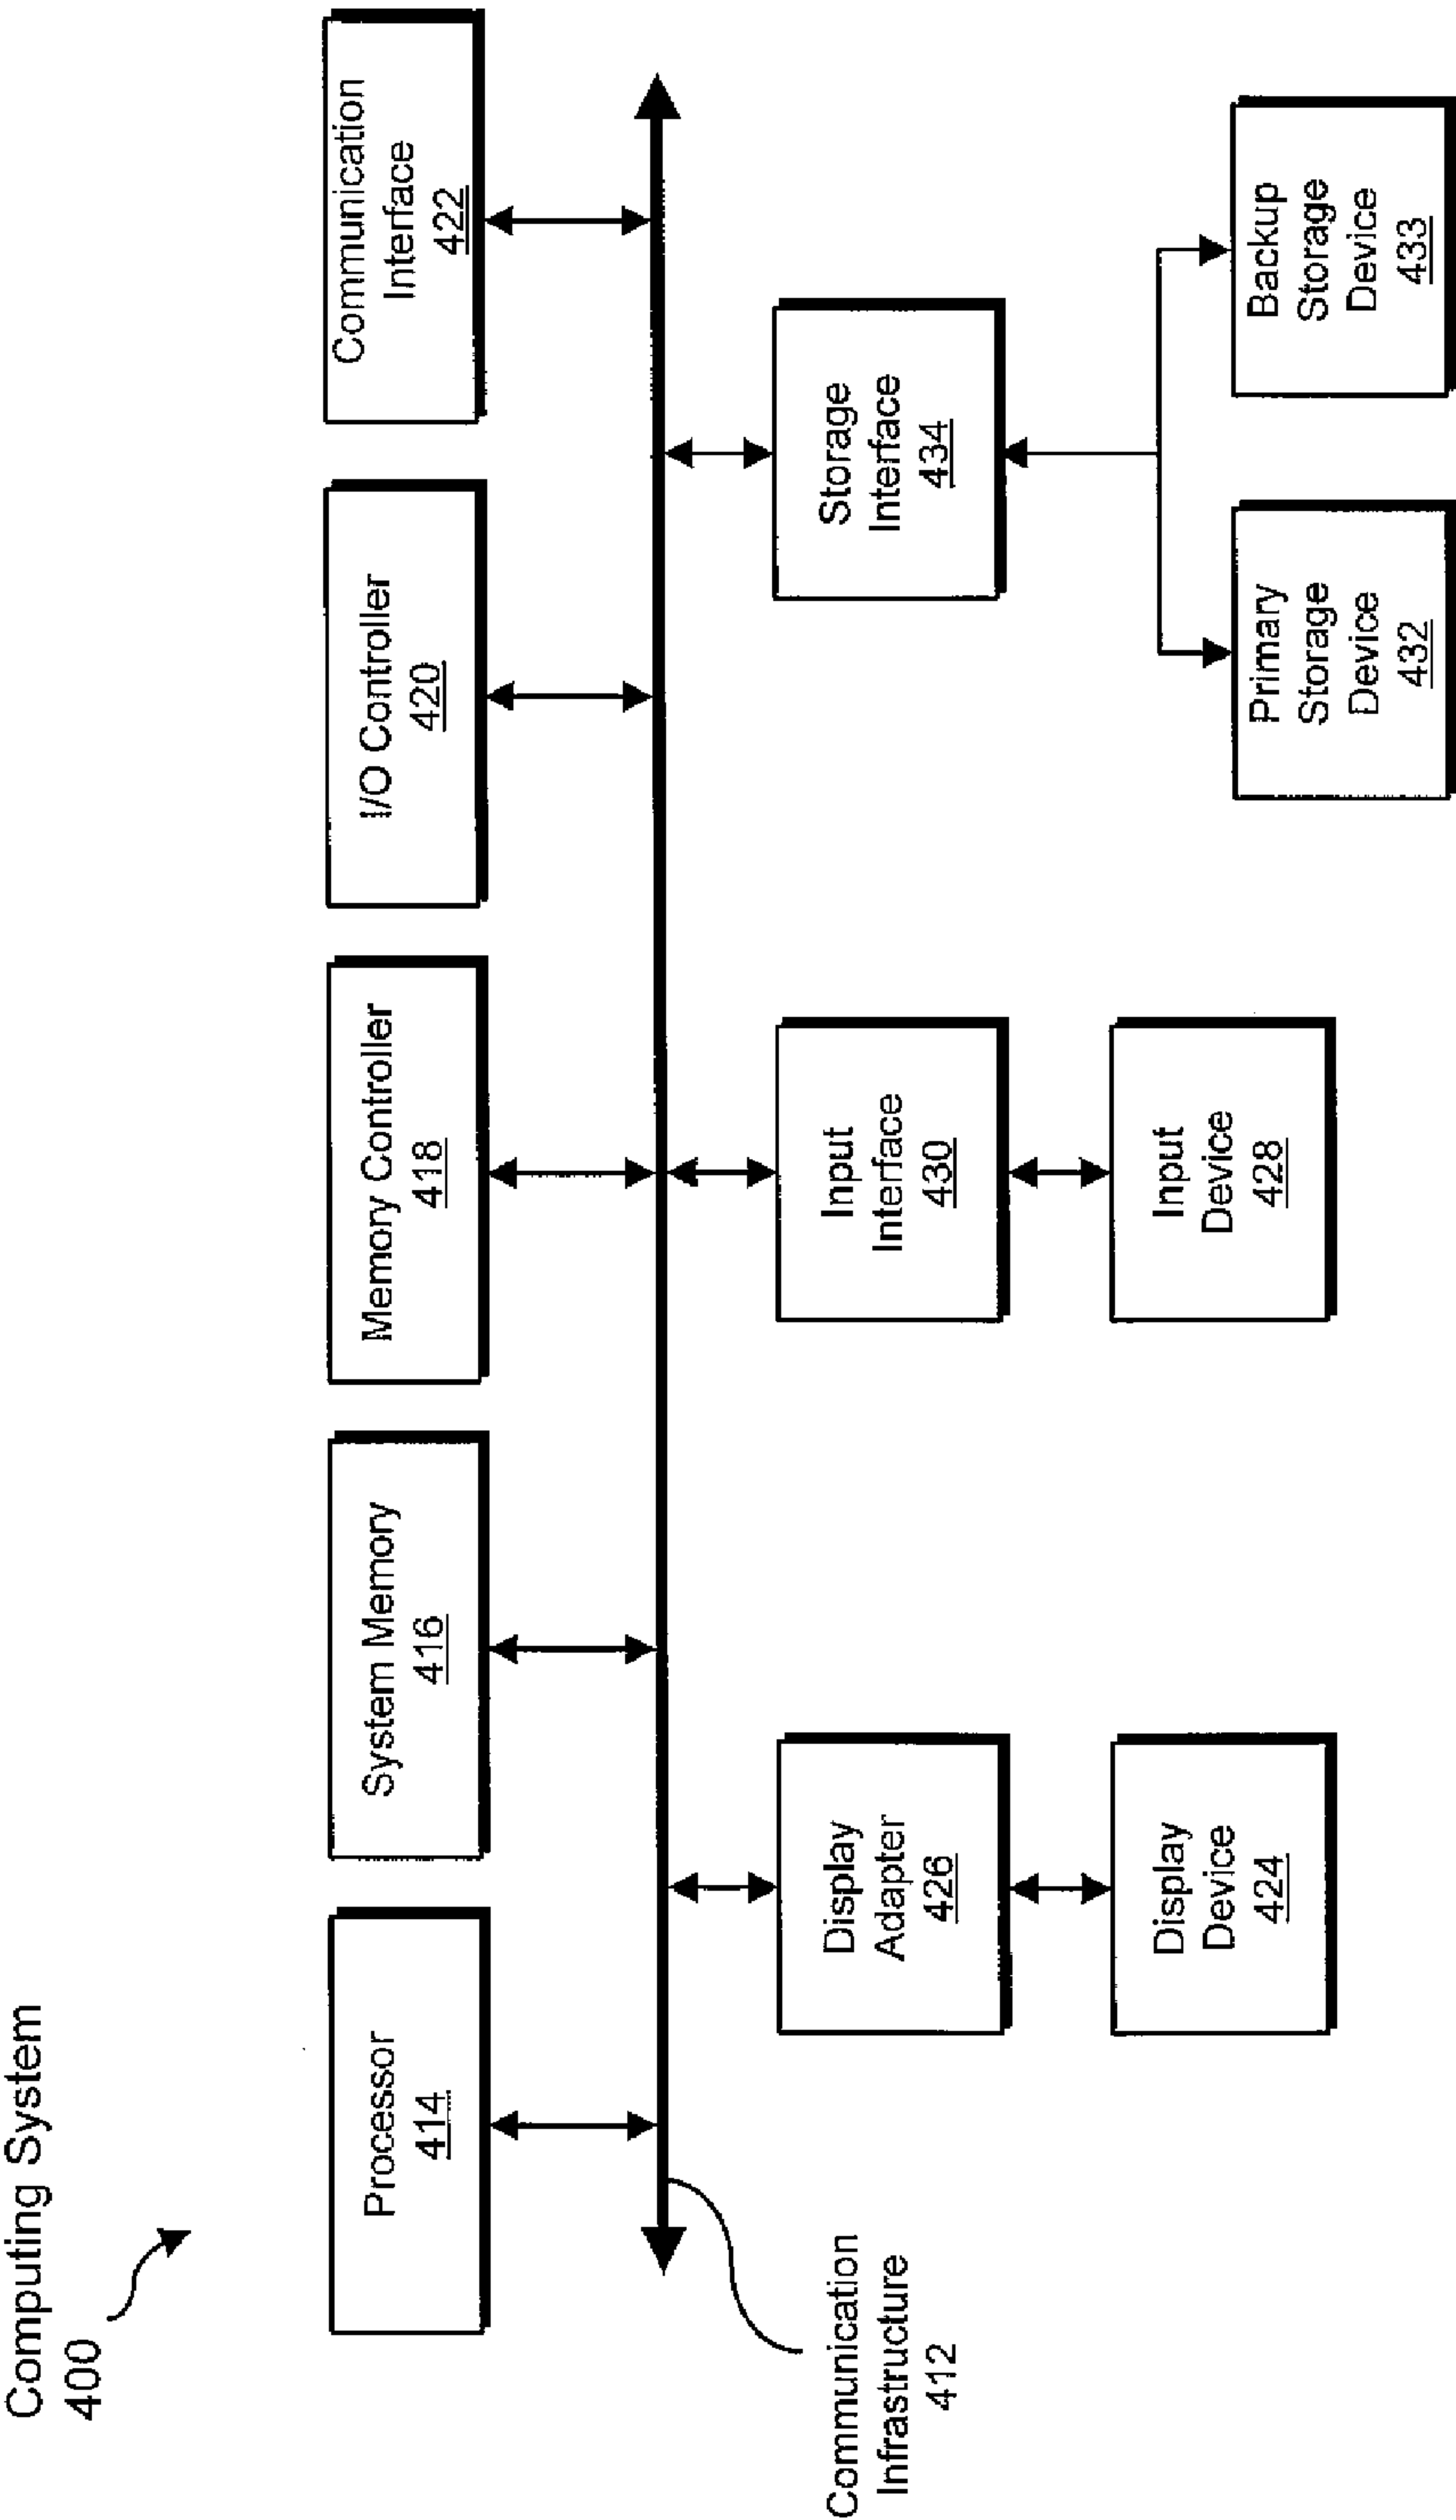 Computing System
400
Processor
414
System Memory
416
Memory Controller
418
I/O Controller
420
Communication
Interface
422
Communication
Infrastructure
412
Display
Adapter
426
Input
Interface
430
Storage
Interface
434
Display
Device
424
Input
Device
428
Primary
Storage
Device
432
Backup
Storage
Device
433